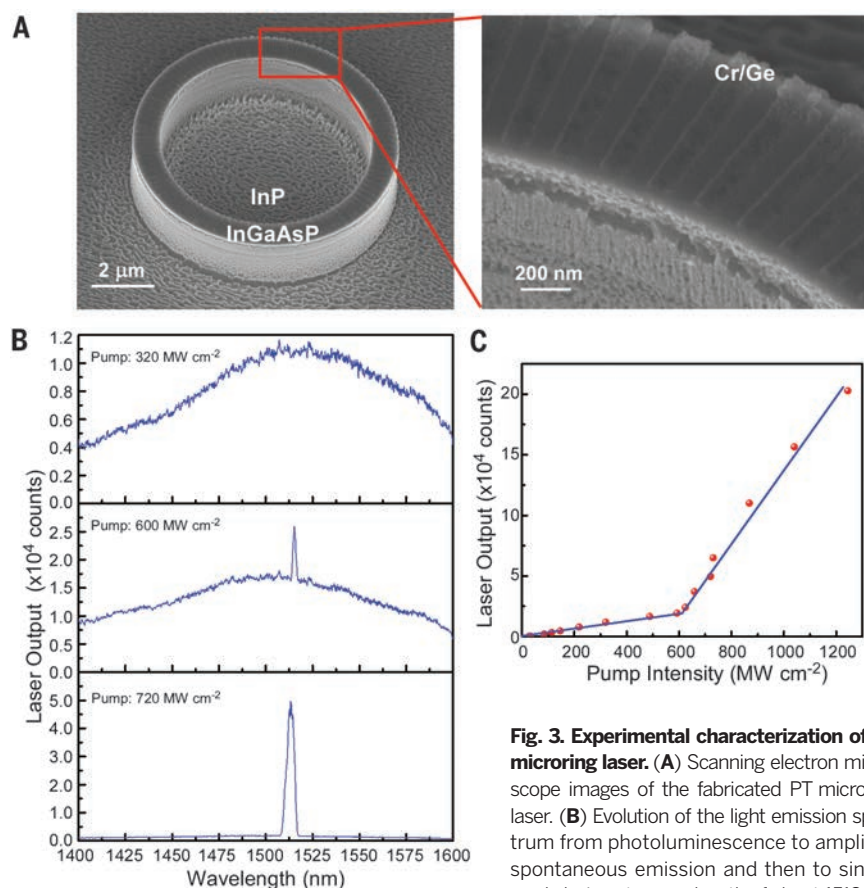 A
InP
InGaAsP
2 μm
Cr/Ge
200 nm
B
Laser Output (x10⁴ counts)
Pump: 320 MW cm⁻²
1.2
1.0
0.8
0.6
0.4
0.2
0.0
Pump: 600 MW cm⁻²
2.5
2.0
1.5
1.0
0.5
0.0
Pump: 720 MW cm⁻²
5.0
4.0
3.0
2.0
1.0
0.0
1400 1425 1450 1475 1500 1525 1550 1575 1600
Wavelength (nm)
C
Laser Output (x10⁴ counts)
20
15
10
5
0
0 200 400 600 800 1000 1200
Pump Intensity (MW cm⁻²)
Fig. 3. Experimental characterization of
microring laser. (A) Scanning electron mi
scope images of the fabricated PT micro
laser. (B) Evolution of the light emission sp
trum from photoluminescence to ampli
spontaneous emission and then to sin